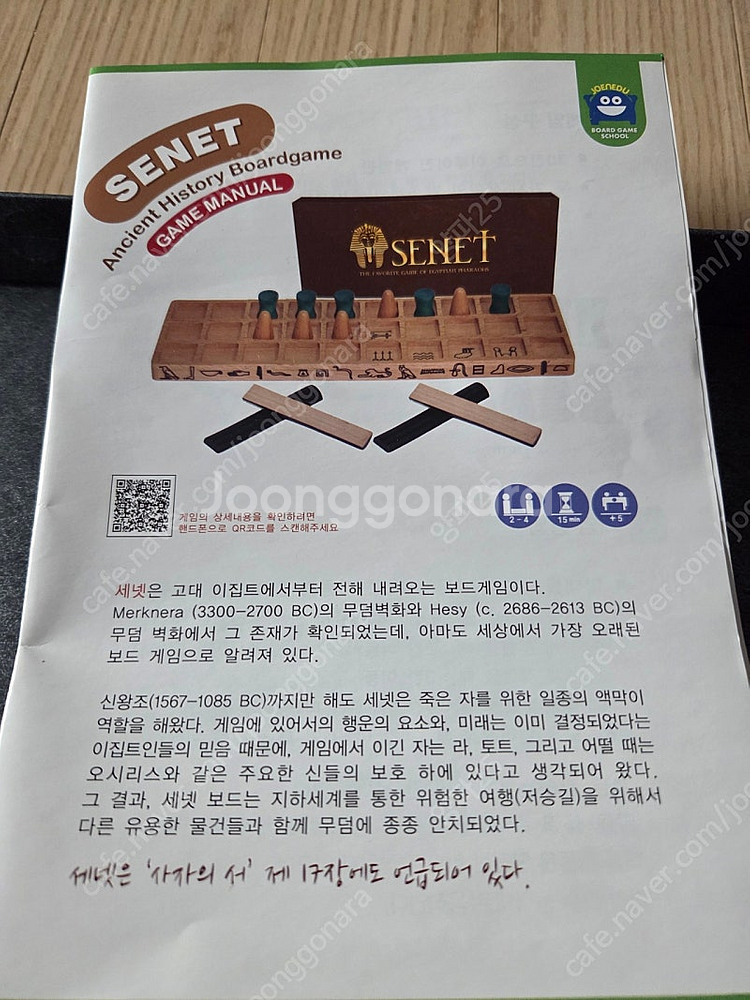 JOENEDU
BOARD GAME
SCHOOL
SENET
Ancient History Boardgame
GAME MANUAL
SENET
THE FAVORITE GAME OF EGYPTIAN PHARAOHS
게임의 상세내용을 확인하려면
핸드폰으로 QR코드를 스캔해주세요
2-4
15 min
+5
세넷은 고대 이집트에서부터 전해 내려오는 보드게임이다.
Merknera (3300-2700 BC)의 무덤벽화와 Hesy (c. 2686-2613 BC)의
무덤 벽화에서 그 존재가 확인되었는데, 아마도 세상에서 가장 오래된
보드 게임으로 알려져 있다.
신왕조(1567-1085 BC)까지만 해도 세넷은 죽은 자를 위한 일종의 액막이
역할을 해왔다. 게임에 있어서의 행운의 요소와, 미래는 이미 결정되었다는
이집트인들의 믿음 때문에, 게임에서 이긴 자는 라, 토트, 그리고 어떨 때는
오시리스와 같은 주요한 신들의 보호 하에 있다고 생각되어 왔다.
그 결과, 세넷 보드는 지하세계를 통한 위험한 여행(저승길)을 위해서
다른 유용한 물건들과 함께 무덤에 종종 안치되었다.
세넷은 '사자의 서' 제 17장에도 언급되어 있다.
Joonggonara
cafe.naver.com/joonggonara